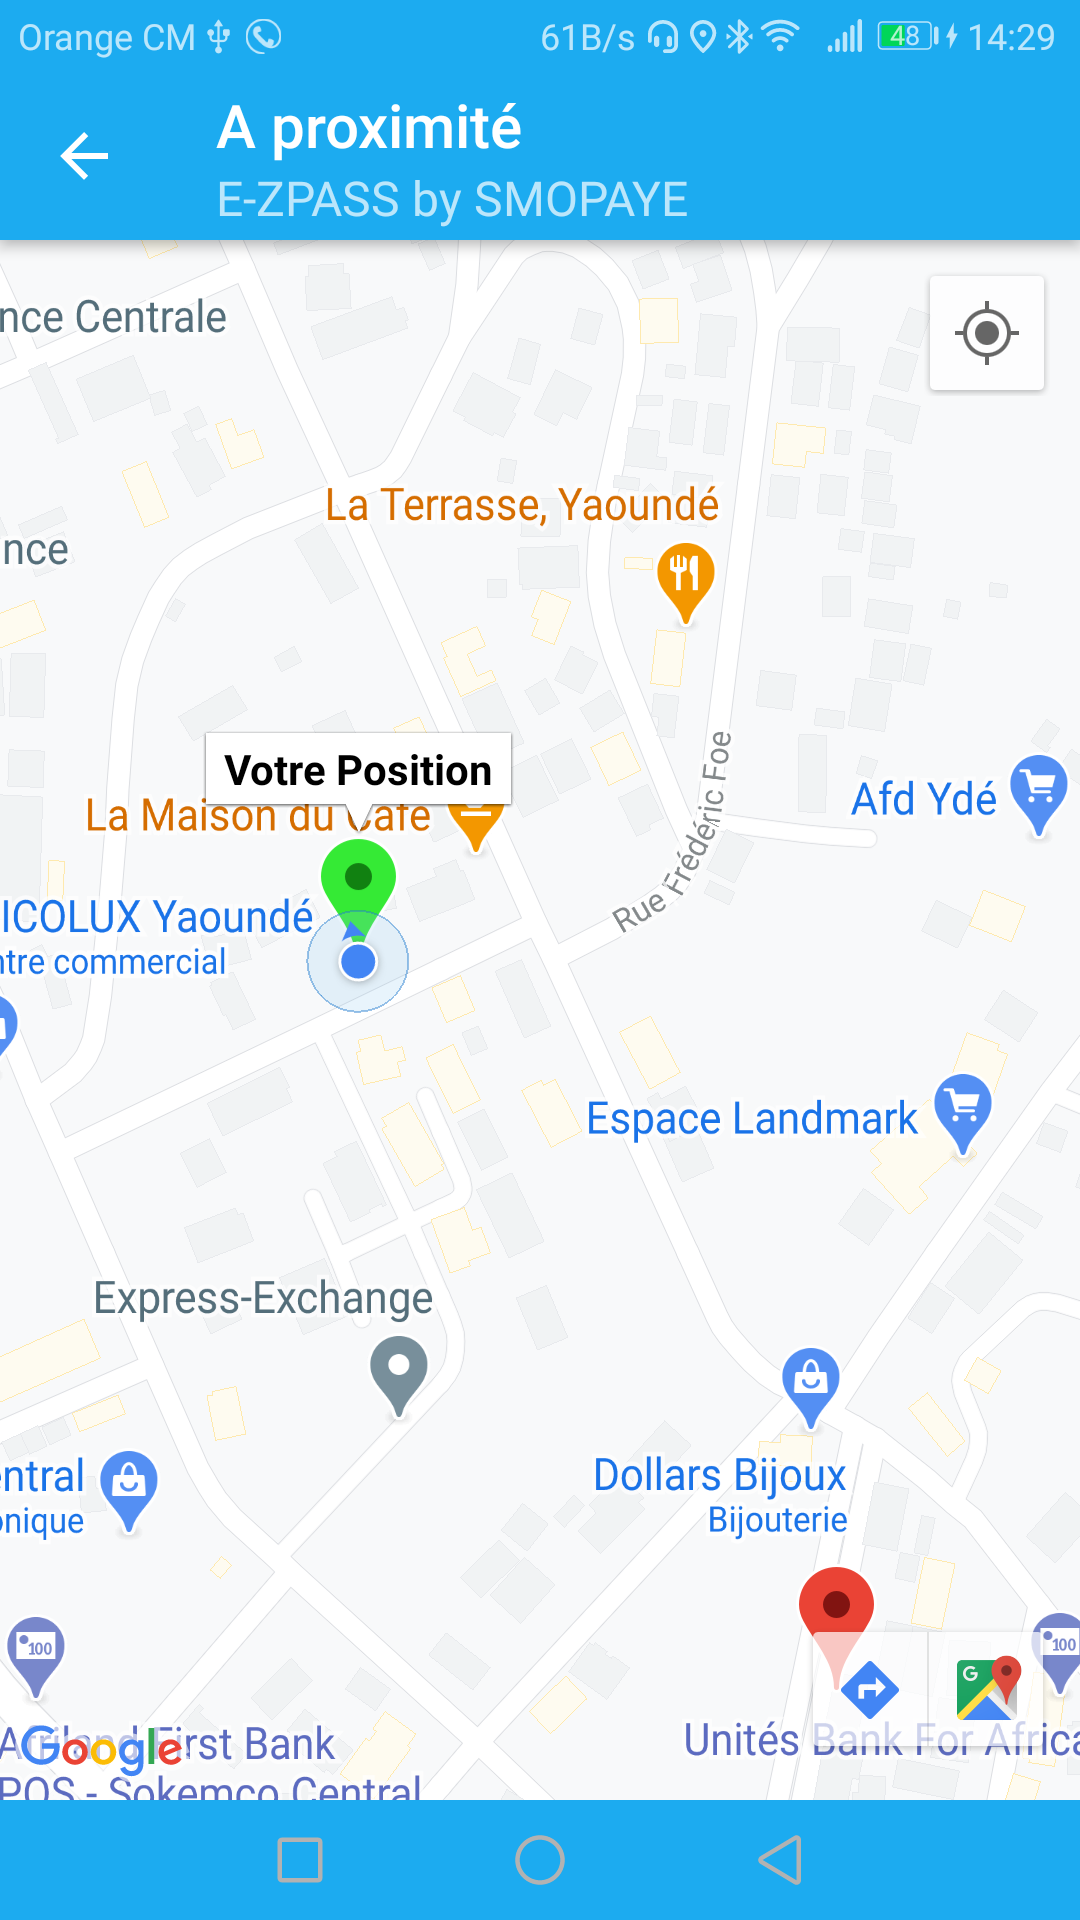 Orange CM 61B/s 48 14:29
A proximité
E-ZPASS by SMOPAYE
nce Centrale
La Terrasse, Yaoundé
nce
Rue Frédéric Foe
Votre Position
La Maison du Café
Afd Ydé
ICOLUX Yaoundé
ntre commercial
Espace Landmark
Express-Exchange
entral
onique
Dollars Bijoux
Bijouterie
100
100
G
Unités Bank For Africa
Afriland First Bank
Google
POS - Sokemco Central